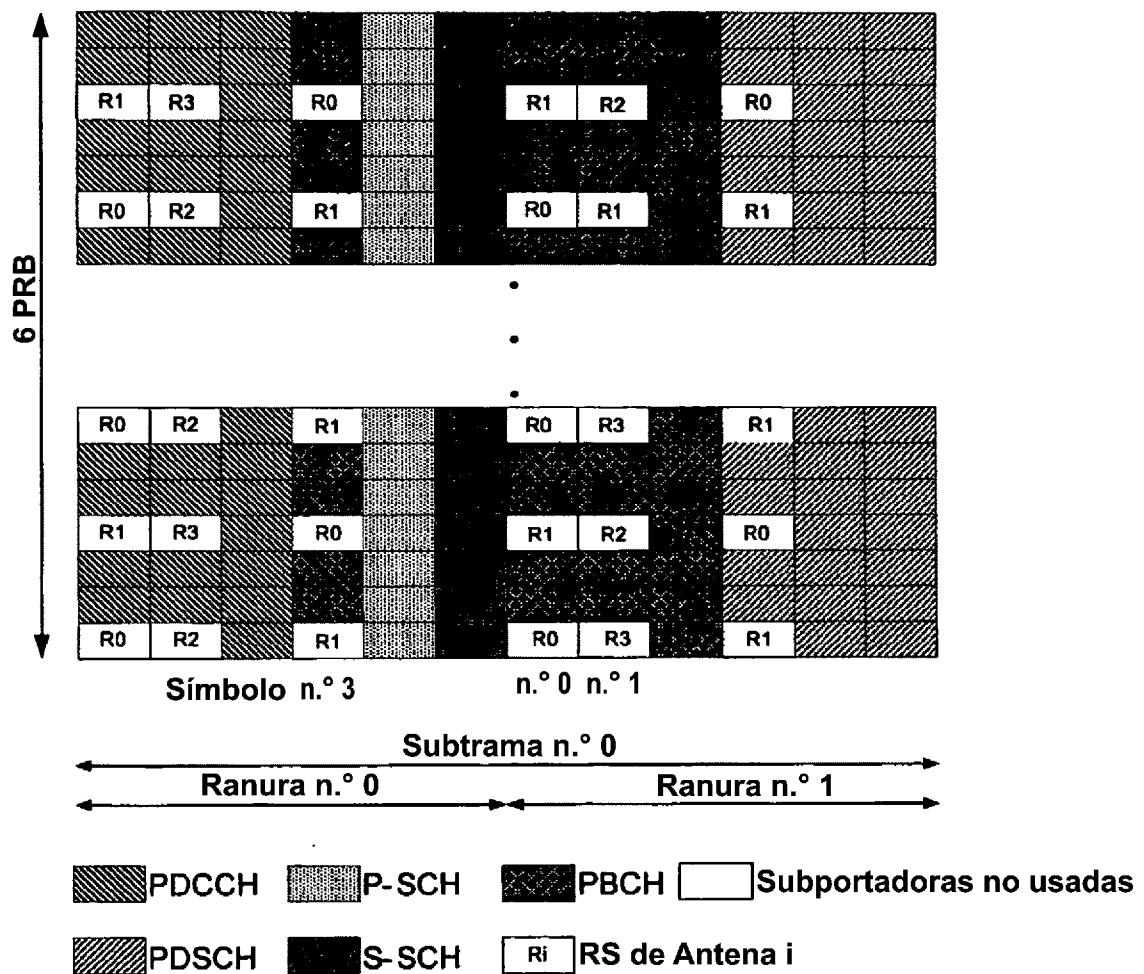 R1 R3 R0 R1 R2 R0
R0 R2 R1 R0 R1 R1
6 PRB
R0 R2 R1 R0 R3 R1
R1 R3 R0 R1 R2 R0
R0 R2 R1 R0 R3 R1
Símbolo n.° 3 n.° 0 n.° 1
Subtrama n.° 0
Ranura n.° 0 Ranura n.° 1
PDCCH P-SCH PBCH Subportadoras no usadas
PDSCH S-SCH Ri RS de Antena i